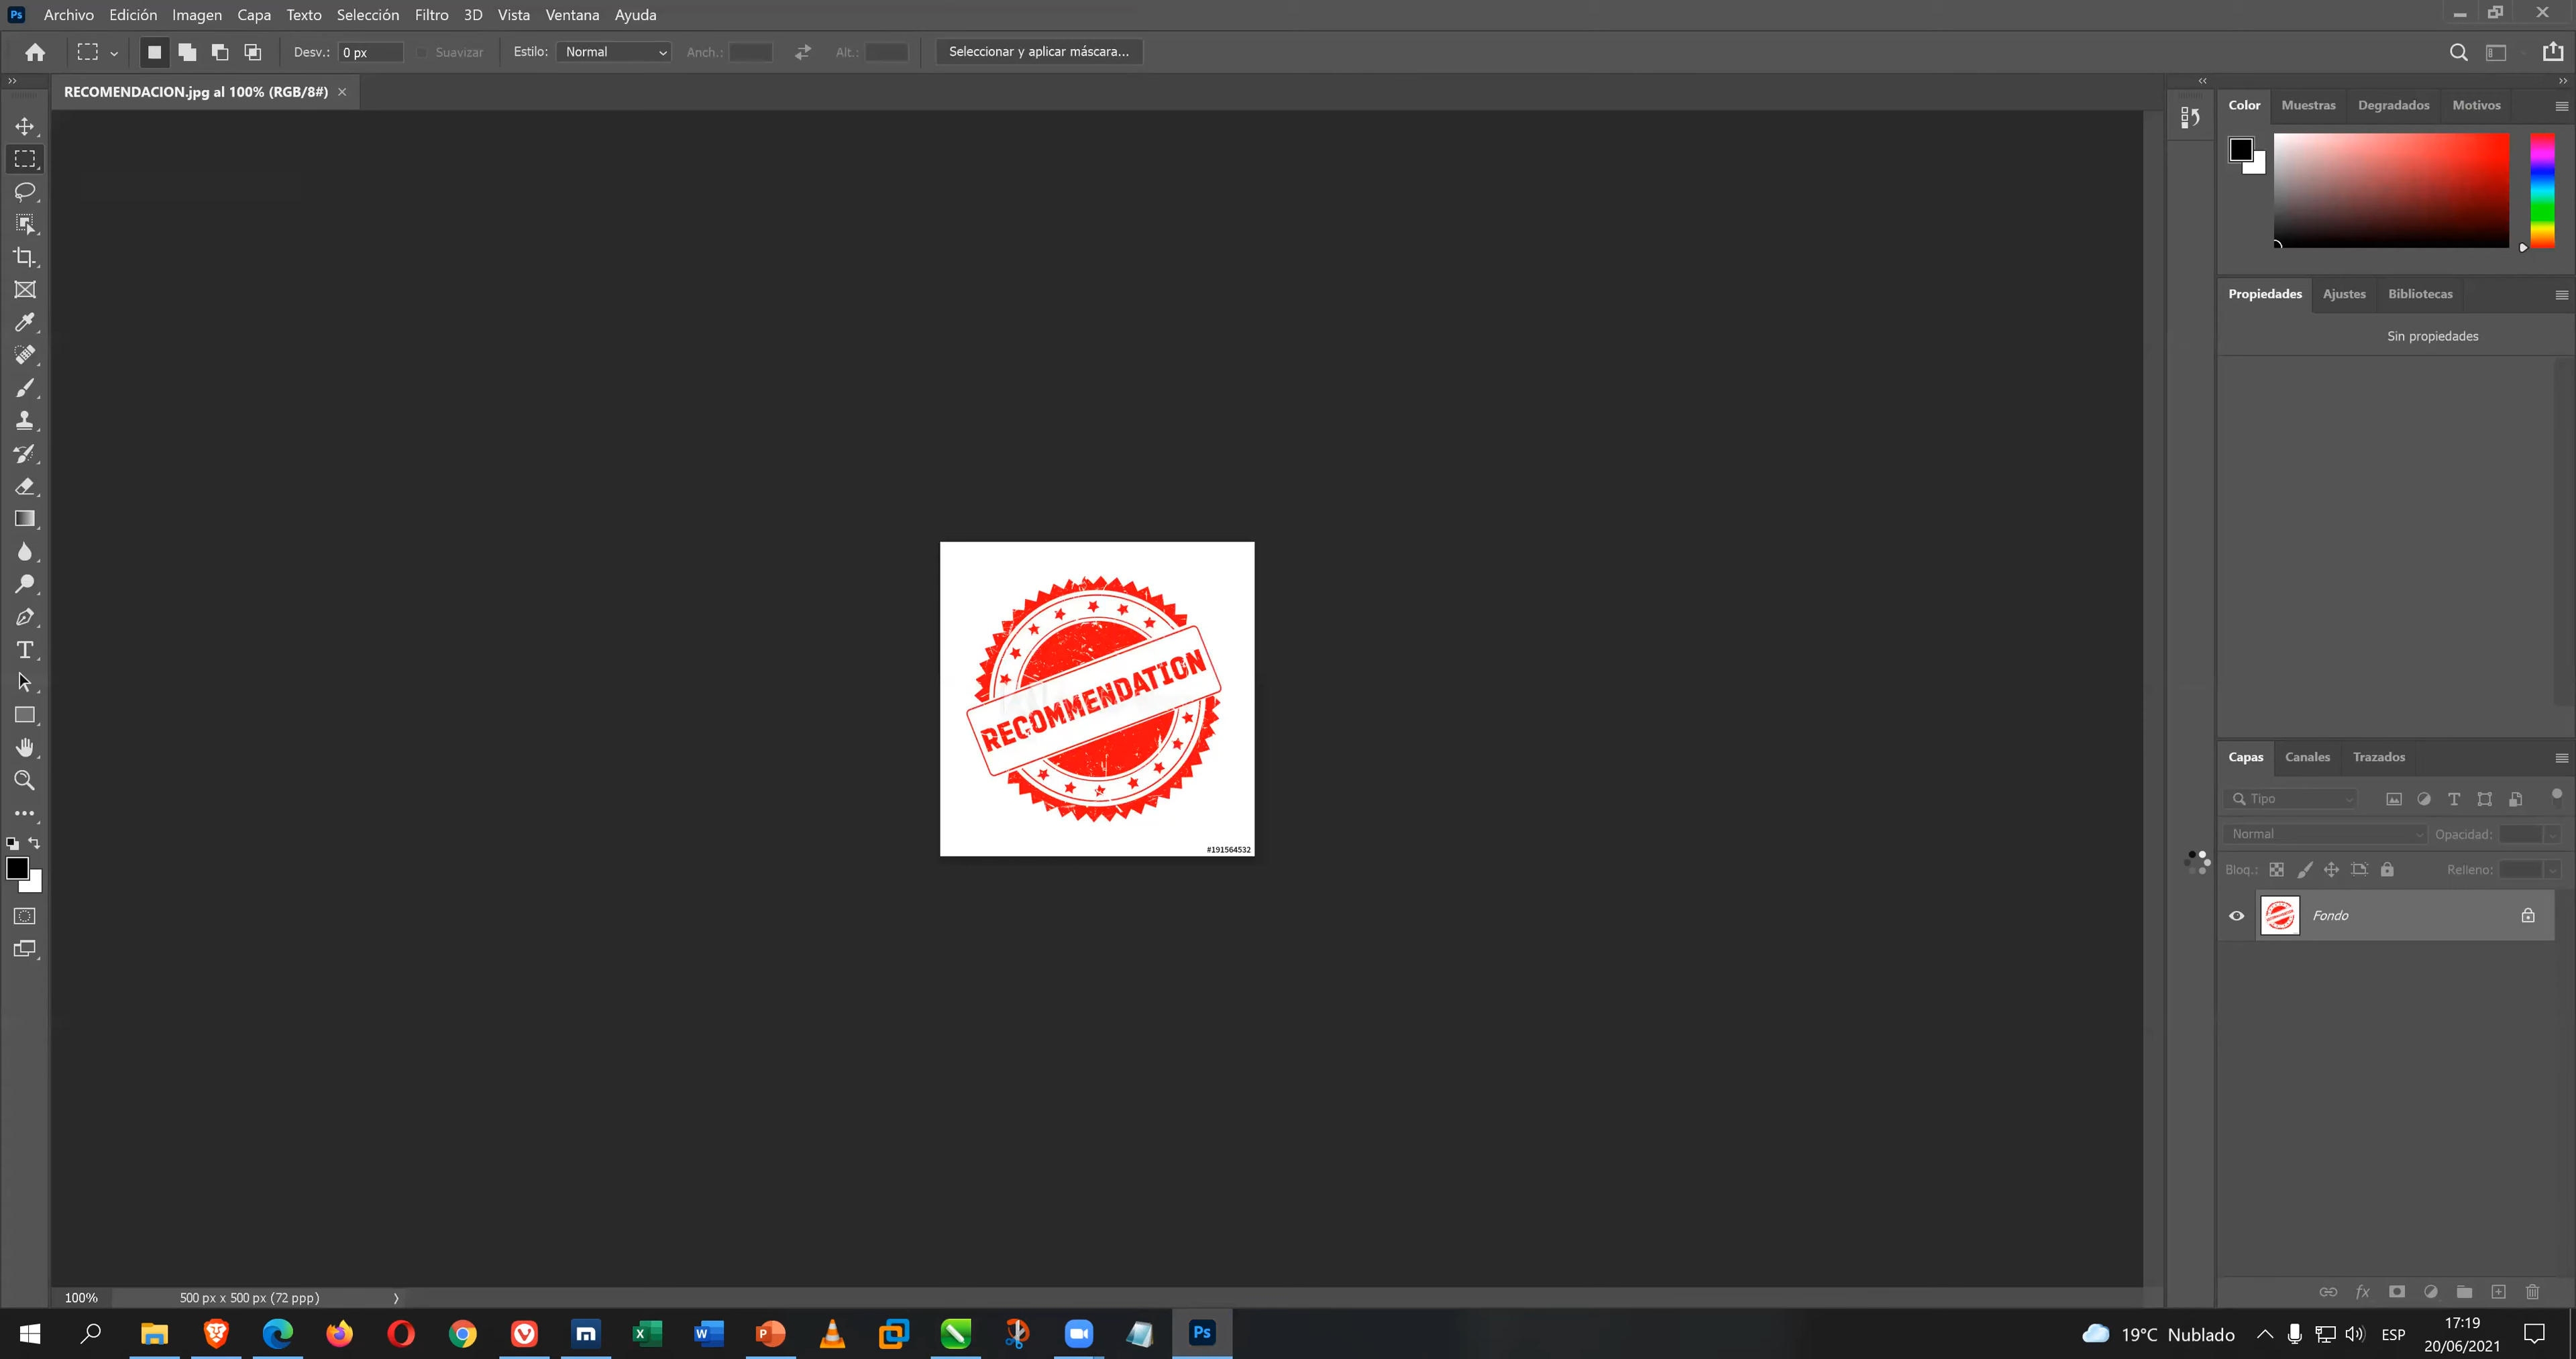 Ps Archivo Edición Imagen Capa Texto Selección Filtro 3D Vista Ventana Ayuda
Desv.: 0 px Suavizar Estilo: Normal Anch.: Alt.: Seleccionar y aplicar máscara...
RECOMENDACION.jpg al 100% (RGB/8#)
Color Muestras Degradados Motivos
Propiedades Ajustes Bibliotecas
Sin propiedades
RECOMMENDATION
#191564532
Capas Canales Trazados
Tipo
Normal Opacidad:
Bloq.: Relleno:
Fondo
fx
100% 500 px x 500 px (72 ppp)
19°C Nublado ESP 17:19
20/06/2021
Ps